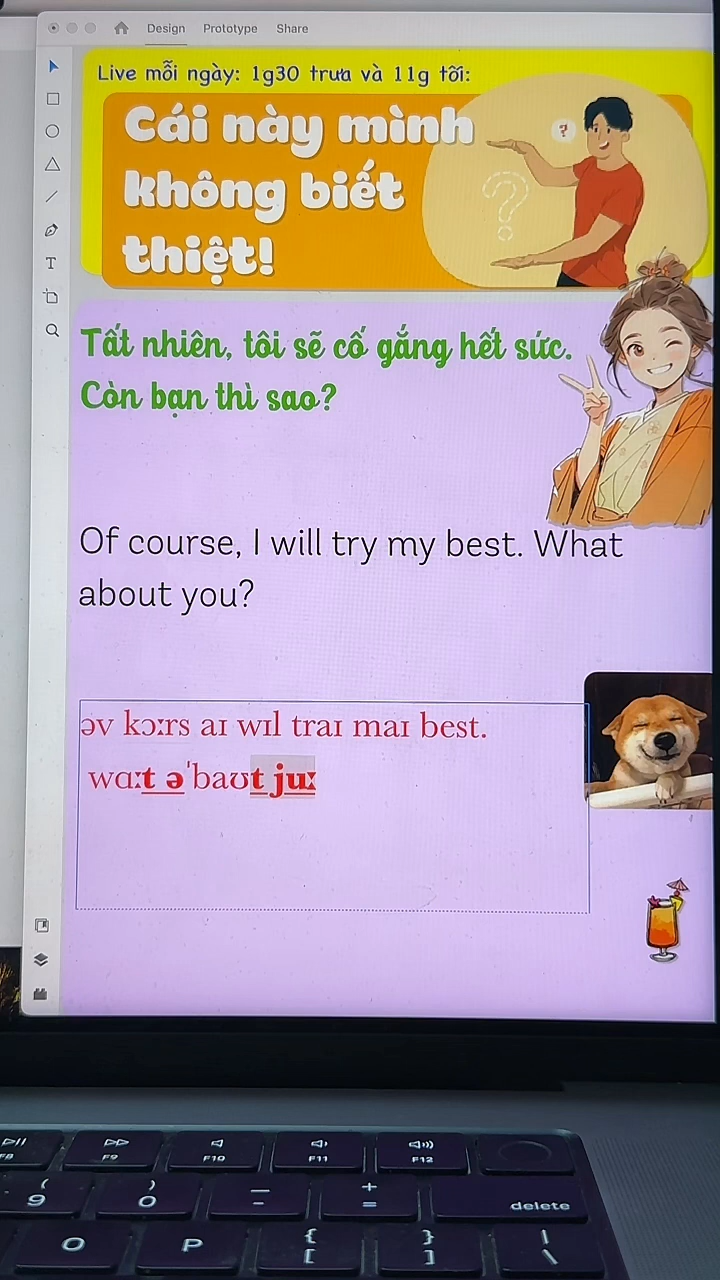 Design Prototype Share
Live mỗi ngày: 1g30 trưa và 11g tối:
Cái này mình
không biết
thiệt!
?
Tất nhiên, tôi sẽ cố gắng hết sức.
Còn bạn thì sao?
Of course, I will try my best. What
about you?
əv kɔːrs aɪ wɪl traɪ maɪ best.
wɑːt əˈbaʊt juː
T
F8 F9 F10 F11 F12
( 9 ) 0 — - + = delete
O P { [ } ] | \